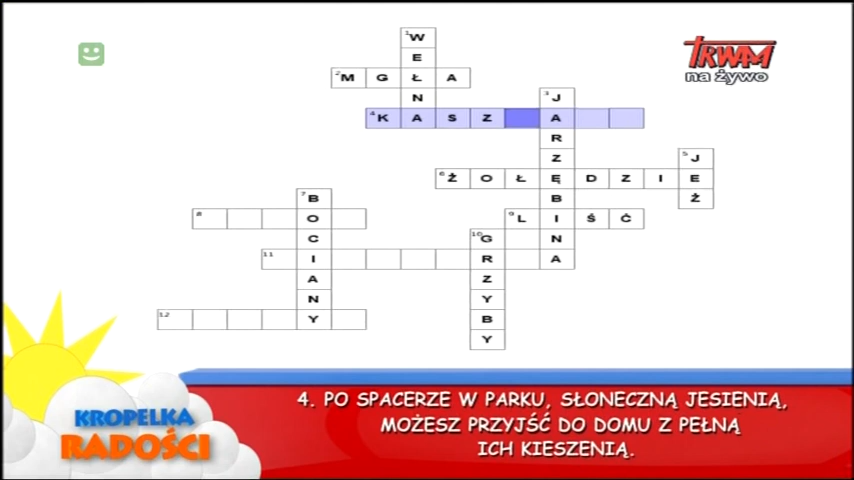 TRWAM
na żywo
1 W
E
2 M G Ł A
N
3 J
4 K A S Z A
R
Z
5 J
6 Ż O Ł Ę D Z I E
Ż
7 B
8 O
9 L I Ś Ć
C
10 G N
11 I R A
A Z
N Y
12 Y B
Y
4. PO SPACERZE W PARKU, SŁONECZNĄ JESIENIĄ,
MOŻESZ PRZYJŚĆ DO DOMU Z PEŁNĄ
ICH KIESZENIĄ.
KROPELKA
RADOŚCI